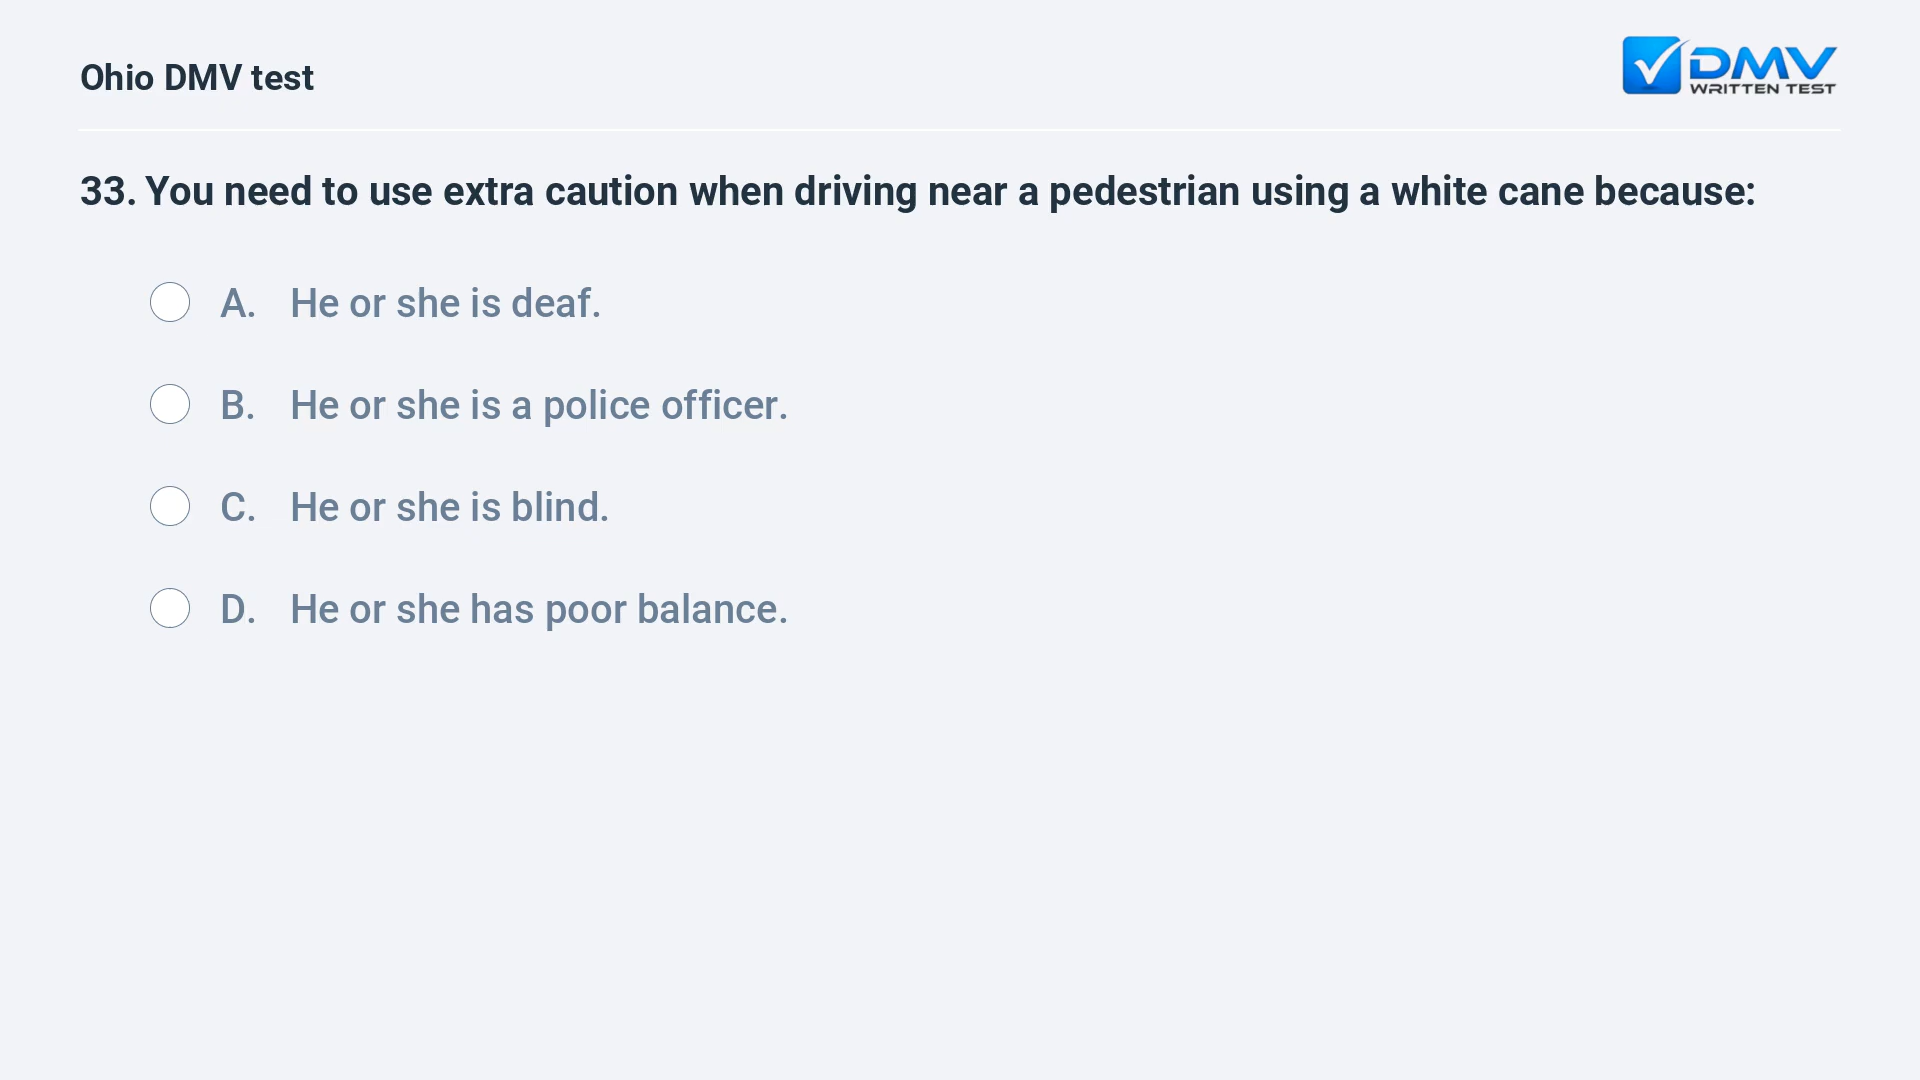 Ohio DMV test
DMV
WRITTEN TEST
33. You need to use extra caution when driving near a pedestrian using a white cane because:
A. He or she is deaf.
B. He or she is a police officer.
C. He or she is blind.
D. He or she has poor balance.